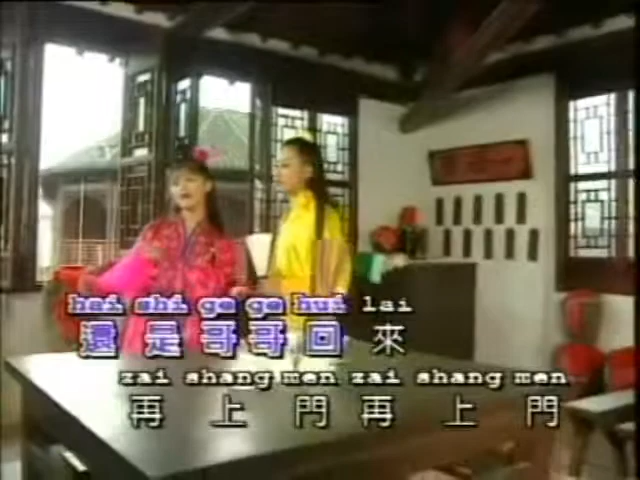 hai shi ge ge hui lai
還是哥哥回來
zai shang men zai shang men
再上門再上門